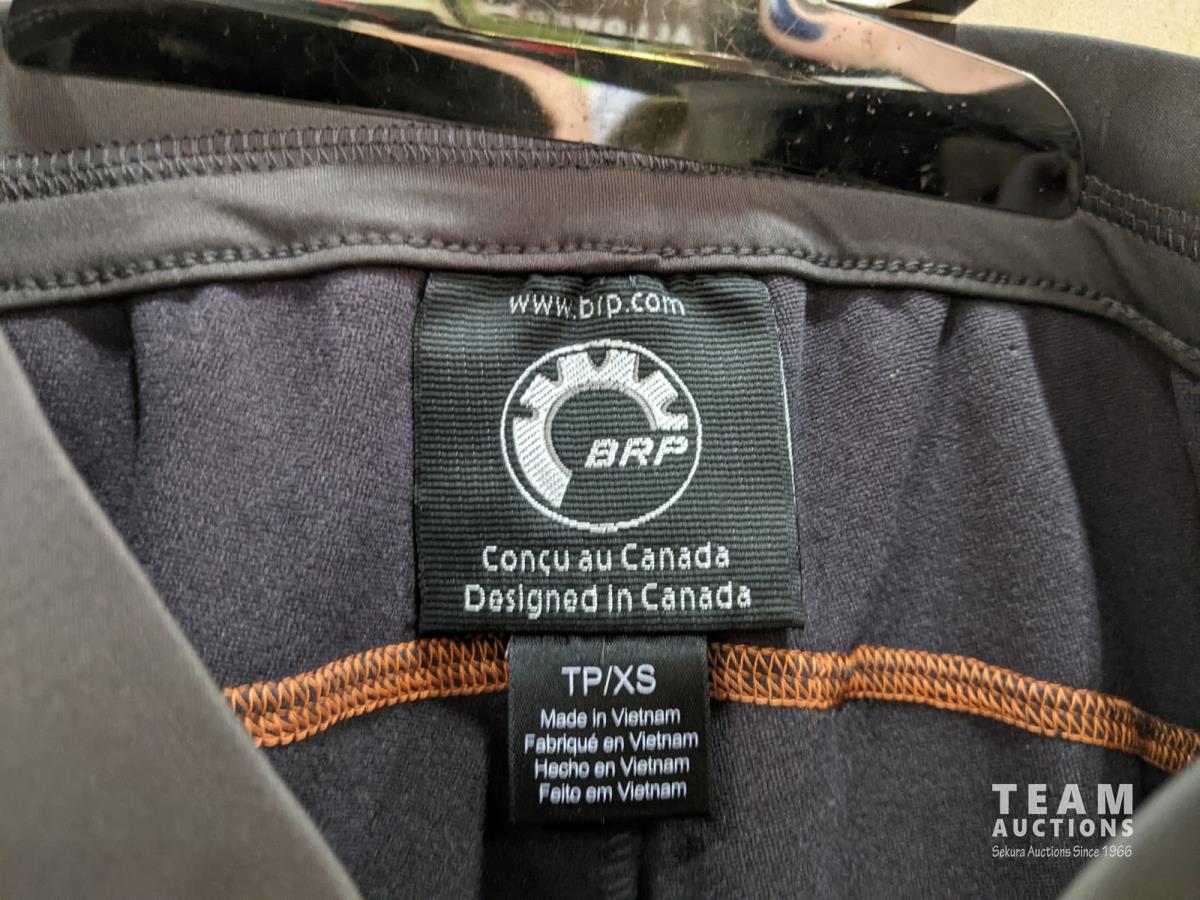 www.brp.com
BRP
Conçu au Canada
Designed in Canada
TP/XS
Made in Vietnam
Fabriqué en Vietnam
Hecho en Vietnam
Feito em Vietnam
TEAM
AUCTIONS
Sekura Auctions Since 1966